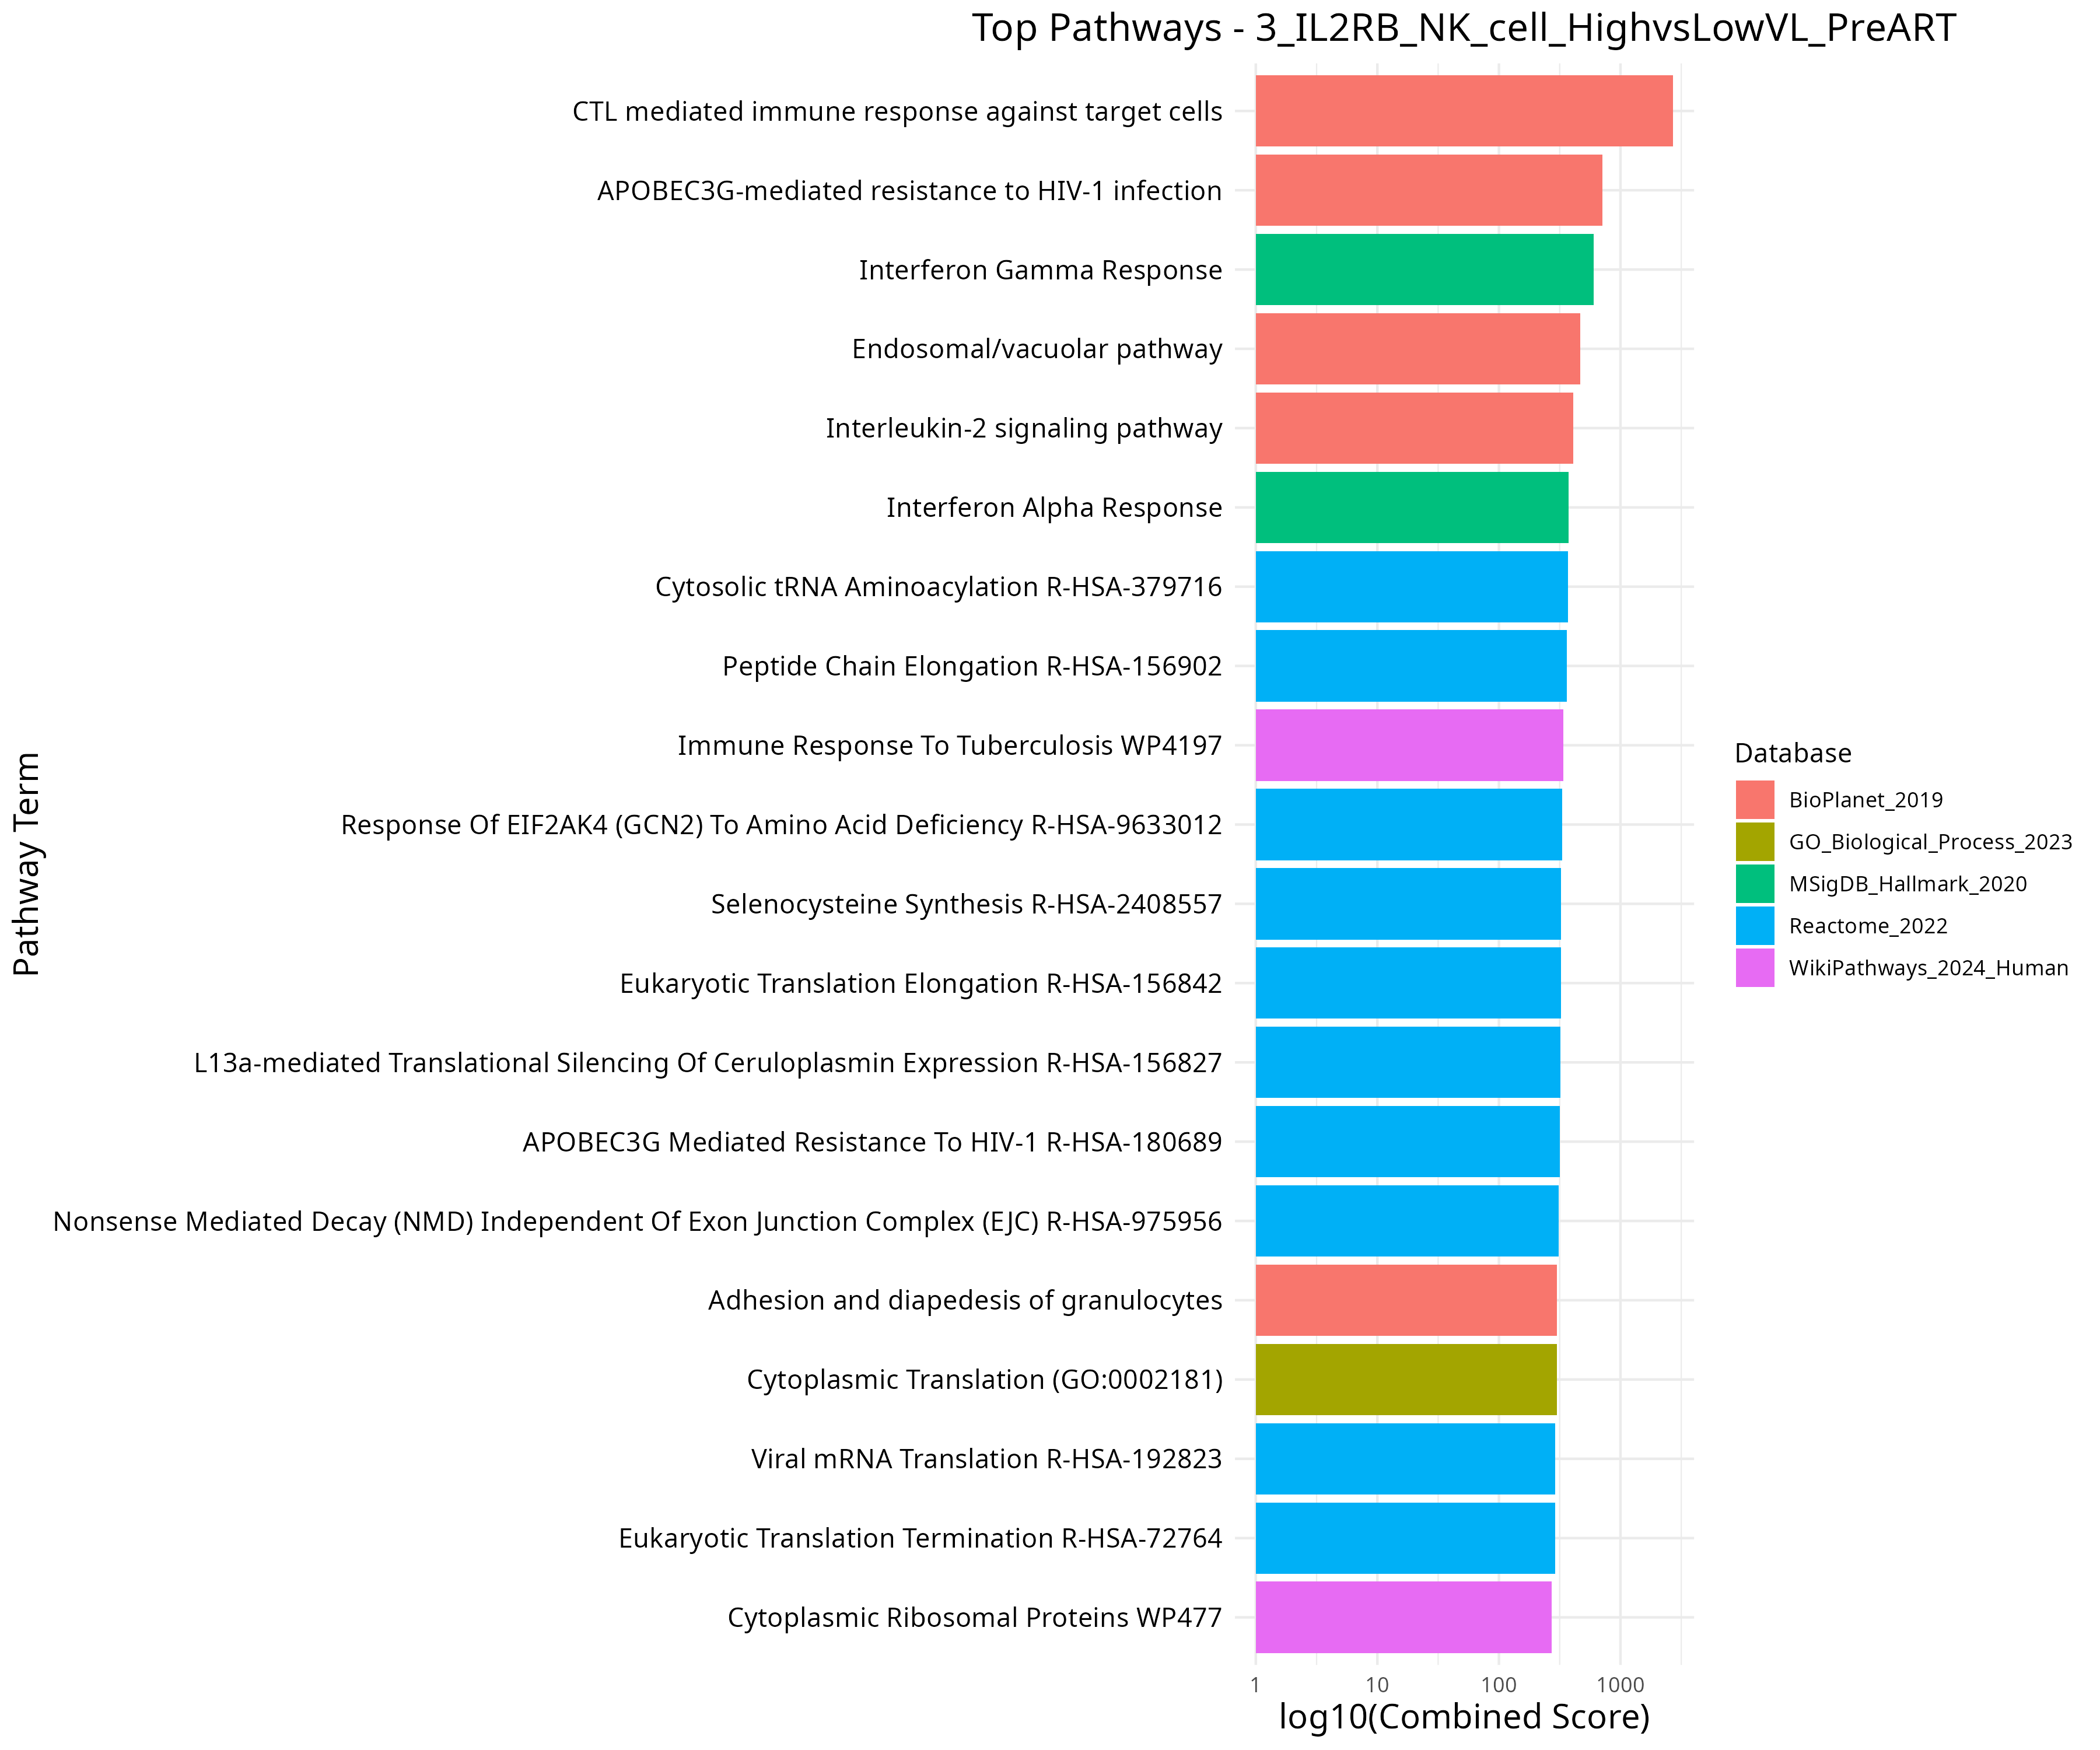 Top Pathways - 3_IL2RB_NK_cell_HighvsLowVL_PreART
Pathway Term
CTL mediated immune response against target cells
APOBEC3G-mediated resistance to HIV-1 infection
Interferon Gamma Response
Endosomal/vacuolar pathway
Interleukin-2 signaling pathway
Interferon Alpha Response
Cytosolic tRNA Aminoacylation R-HSA-379716
Peptide Chain Elongation R-HSA-156902
Immune Response To Tuberculosis WP4197
Response Of EIF2AK4 (GCN2) To Amino Acid Deficiency R-HSA-9633012
Selenocysteine Synthesis R-HSA-2408557
Eukaryotic Translation Elongation R-HSA-156842
L13a-mediated Translational Silencing Of Ceruloplasmin Expression R-HSA-156827
APOBEC3G Mediated Resistance To HIV-1 R-HSA-180689
Nonsense Mediated Decay (NMD) Independent Of Exon Junction Complex (EJC) R-HSA-975956
Adhesion and diapedesis of granulocytes
Cytoplasmic Translation (GO:0002181)
Viral mRNA Translation R-HSA-192823
Eukaryotic Translation Termination R-HSA-72764
Cytoplasmic Ribosomal Proteins WP477
1 10 100 1000
log10(Combined Score)
Database
BioPlanet_2019
GO_Biological_Process_2023
MSigDB_Hallmark_2020
Reactome_2022
WikiPathways_2024_Human